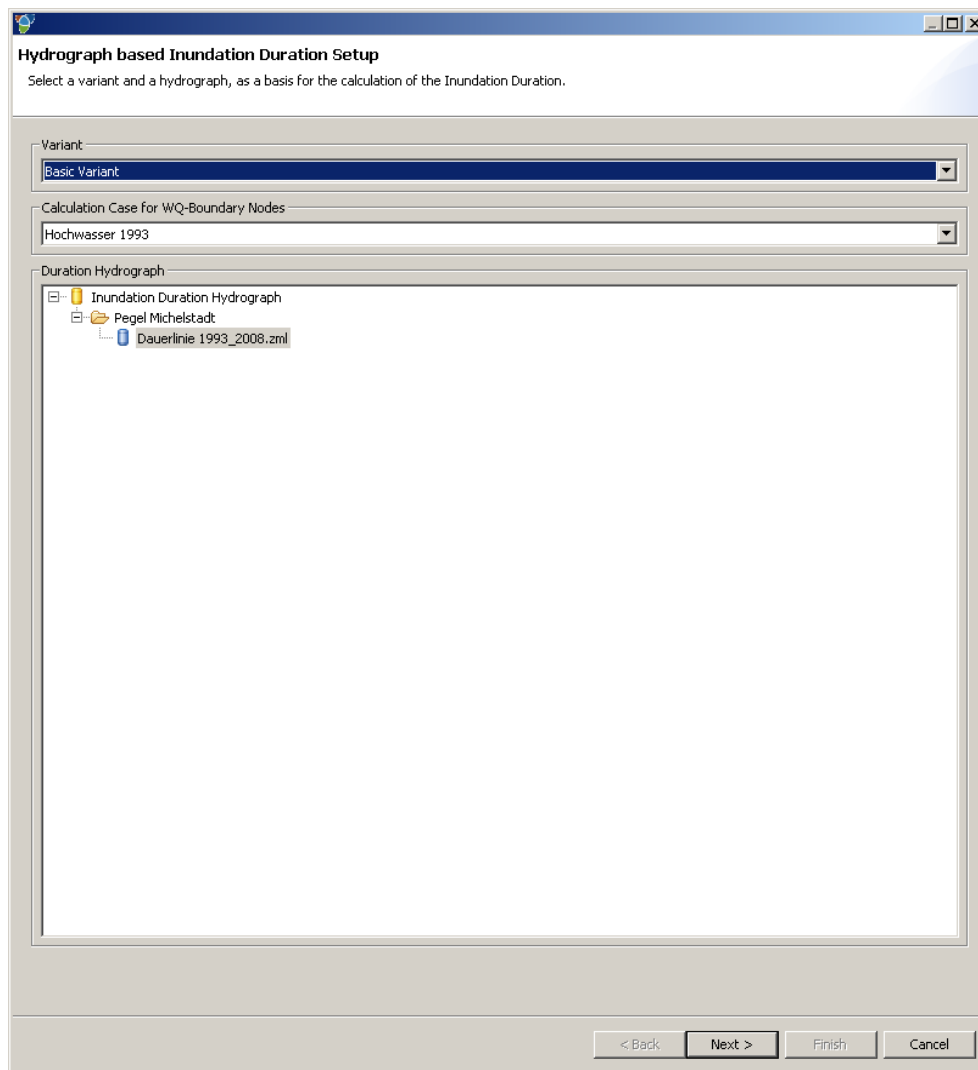 Hydrograph based Inundation Duration Setup
Select a variant and a hydrograph, as a basis for the calculation of the Inundation Duration.
Variant
Basic Variant
Calculation Case for WQ-Boundary Nodes
Hochwasser 1993
Duration Hydrograph
Inundation Duration Hydrograph
Pegel Michelstadt
Dauerlinie 1993_2008.zml
< Back Next > Finish Cancel